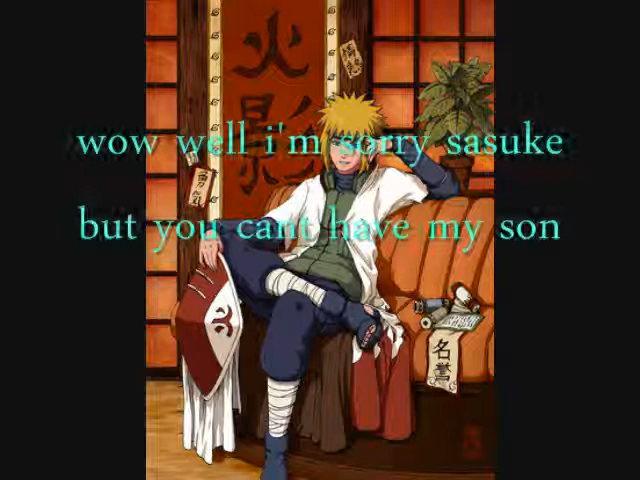 火影
wow well i'm sorry sasuke
but you cant have my son
名誉